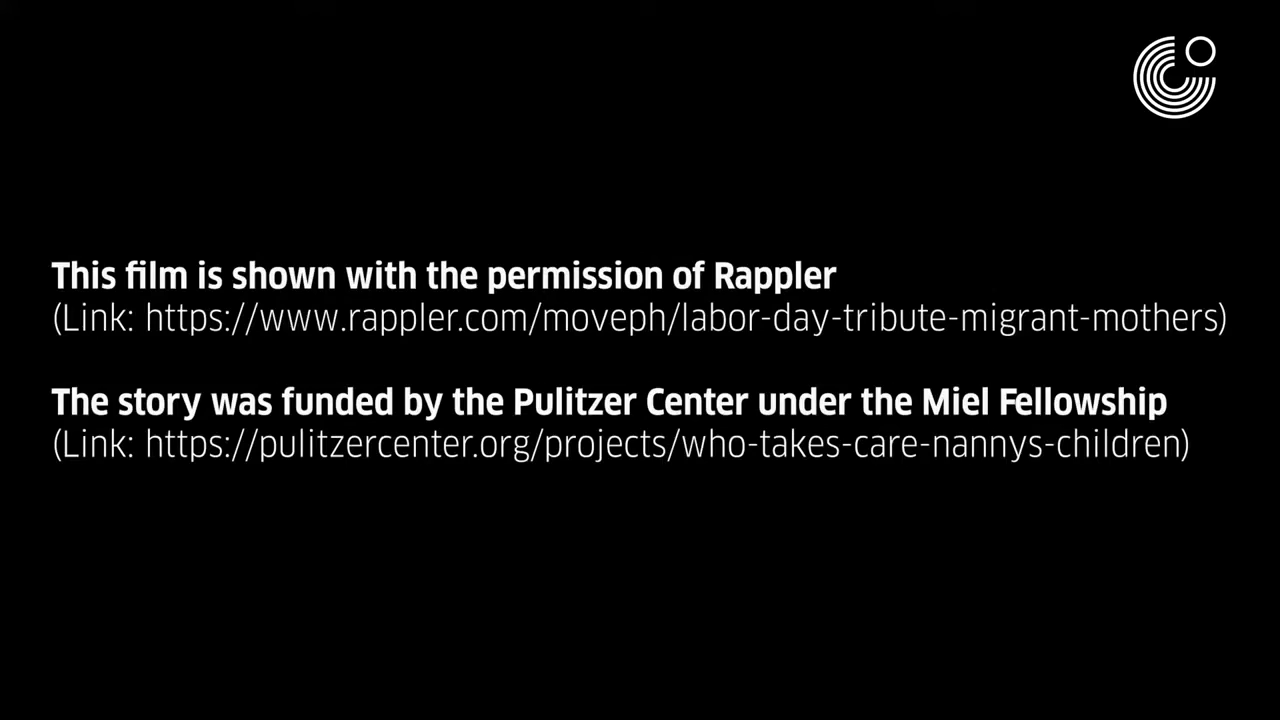 This film is shown with the permission of Rappler
(Link: https://www.rappler.com/moveph/labor-day-tribute-migrant-mothers)
The story was funded by the Pulitzer Center under the Miel Fellowship
(Link: https://pulitzercenter.org/projects/who-takes-care-nannys-children)